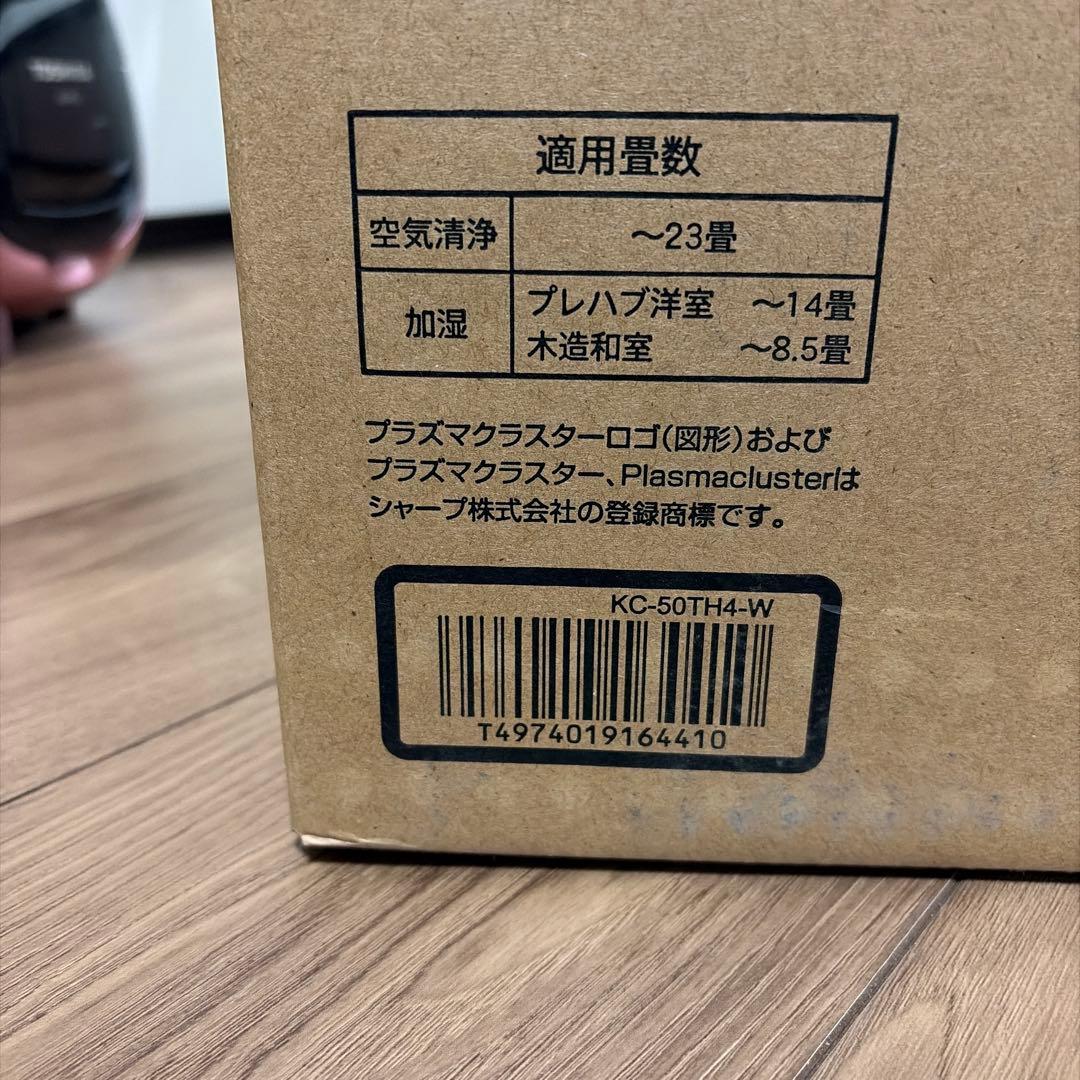 適用畳数
空気清浄 ～23畳
加湿 プレハブ洋室 ～14畳
木造和室 ～8.5畳
プラズマクラスターロゴ(図形)および
プラズマクラスター、Plasmaclusterは
シャープ株式会社の登録商標です。
KC-50TH4-W
T4974019164410